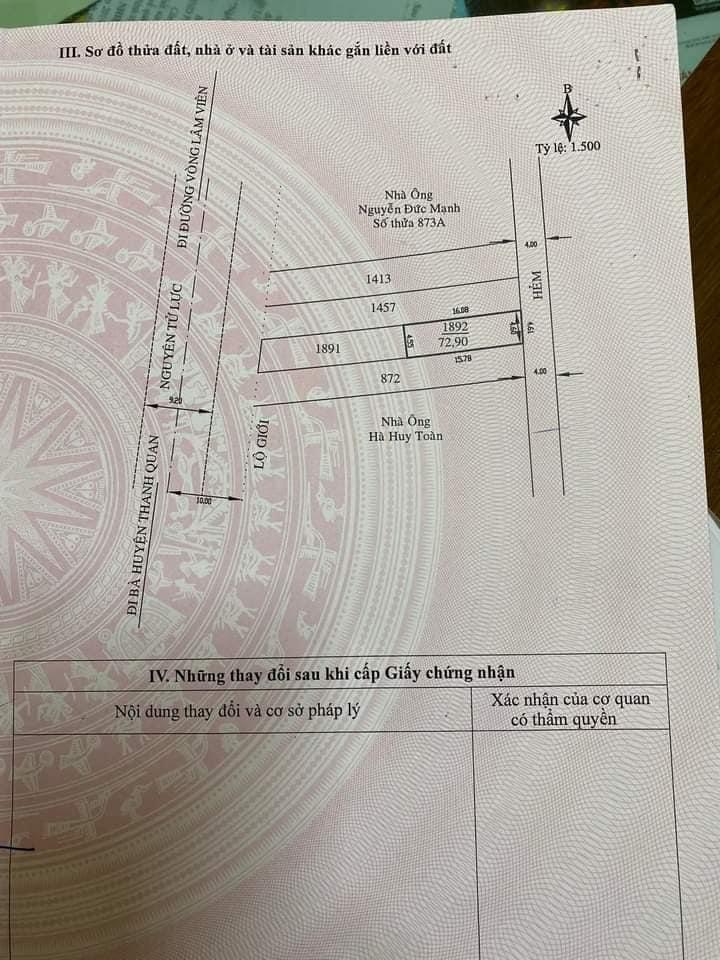 III. Sơ đồ thửa đất, nhà ở và tài sản khác gắn liền với đất
B
Tỷ lệ: 1.500
ĐI ĐƯỜNG VÒNG LÂM VIÊN
NGUYỄN TỬ LỰC
ĐI BÀ HUYỆN THANH QUAN
9.20
10.00
LỘ GIỚI
Nhà Ông
Nguyễn Đức Mạnh
Số thửa 873A
4.00
HẺM
1413
1457
16.08
1892
72,90
4.55
15.78
1891
872
4.00
Nhà Ông
Hà Huy Toàn
IV. Những thay đổi sau khi cấp Giấy chứng nhận
Nội dung thay đổi và cơ sở pháp lý
Xác nhận của cơ quan
có thẩm quyền